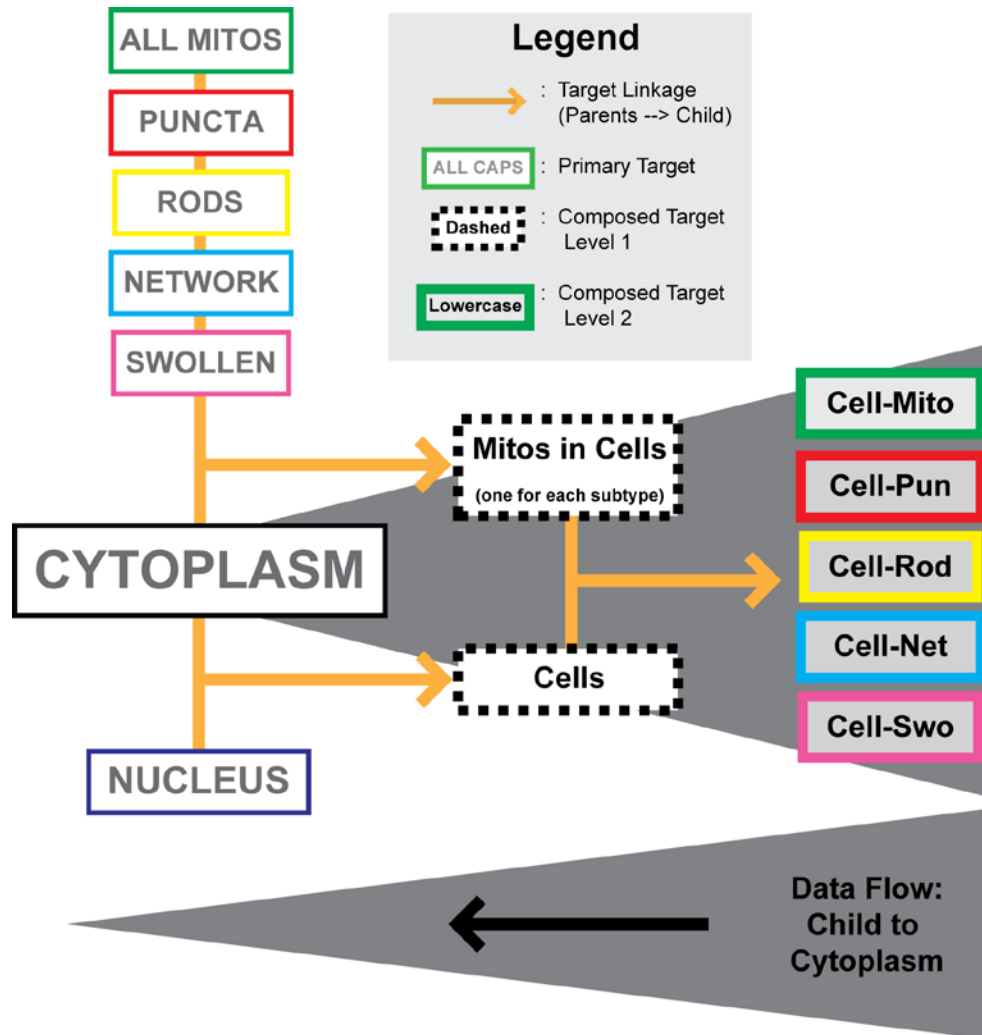 ALL MITOS
PUNCTA
RODS
NETWORK
SWOLLEN
CYTOPLASM
NUCLEUS
Legend
: Target Linkage
(Parents --> Child)
ALL CAPS : Primary Target
Dashed : Composed Target
Level 1
Lowercase : Composed Target
Level 2
Mitos in Cells
(one for each subtype)
Cells
Cell-Mito
Cell-Pun
Cell-Rod
Cell-Net
Cell-Swo
Data Flow:
Child to
Cytoplasm